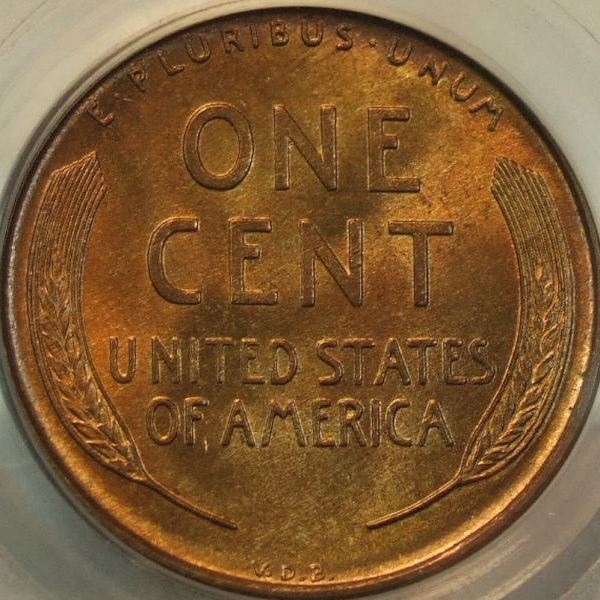 E·PLURIBUS·UNUM
ONE
CENT
UNITED STATES
OF AMERICA
V.D.B.